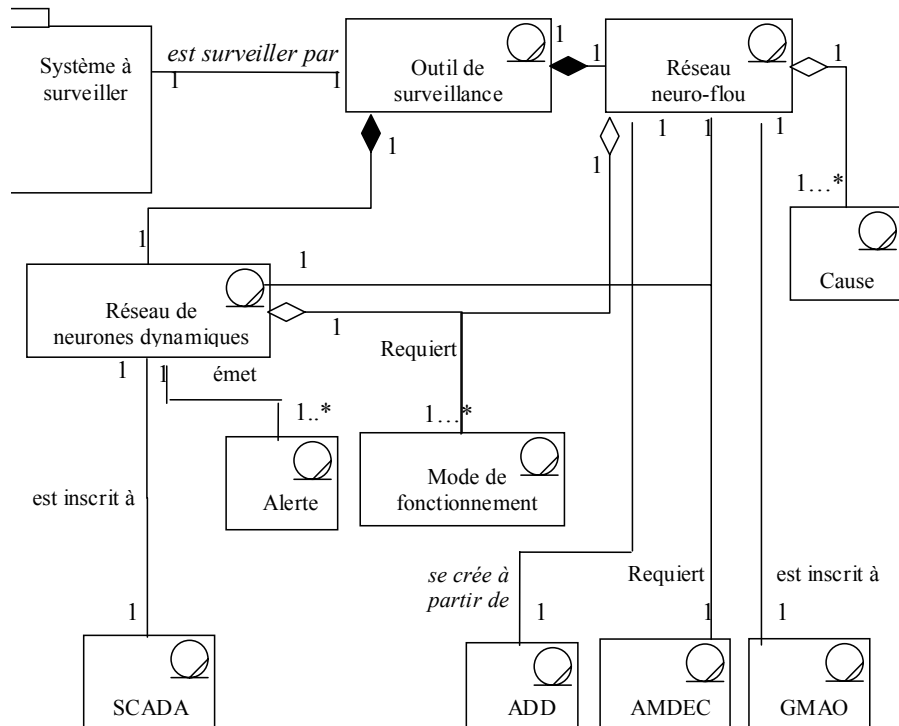 est surveiller par
1
1
Système à
surveiller
Outil de
surveillance
1
1
1
Réseau
neuro-flou
1
1
1
1
1
1…*
Cause
1
1
Réseau de
neurones dynamiques
1
1
1
émet
1..*
Alerte
Requiert
1…*
Mode de
fonctionnement
est inscrit à
1
SCADA
se crée à
partir de
1
ADD
Requiert
1
AMDEC
est inscrit à
1
GMAO